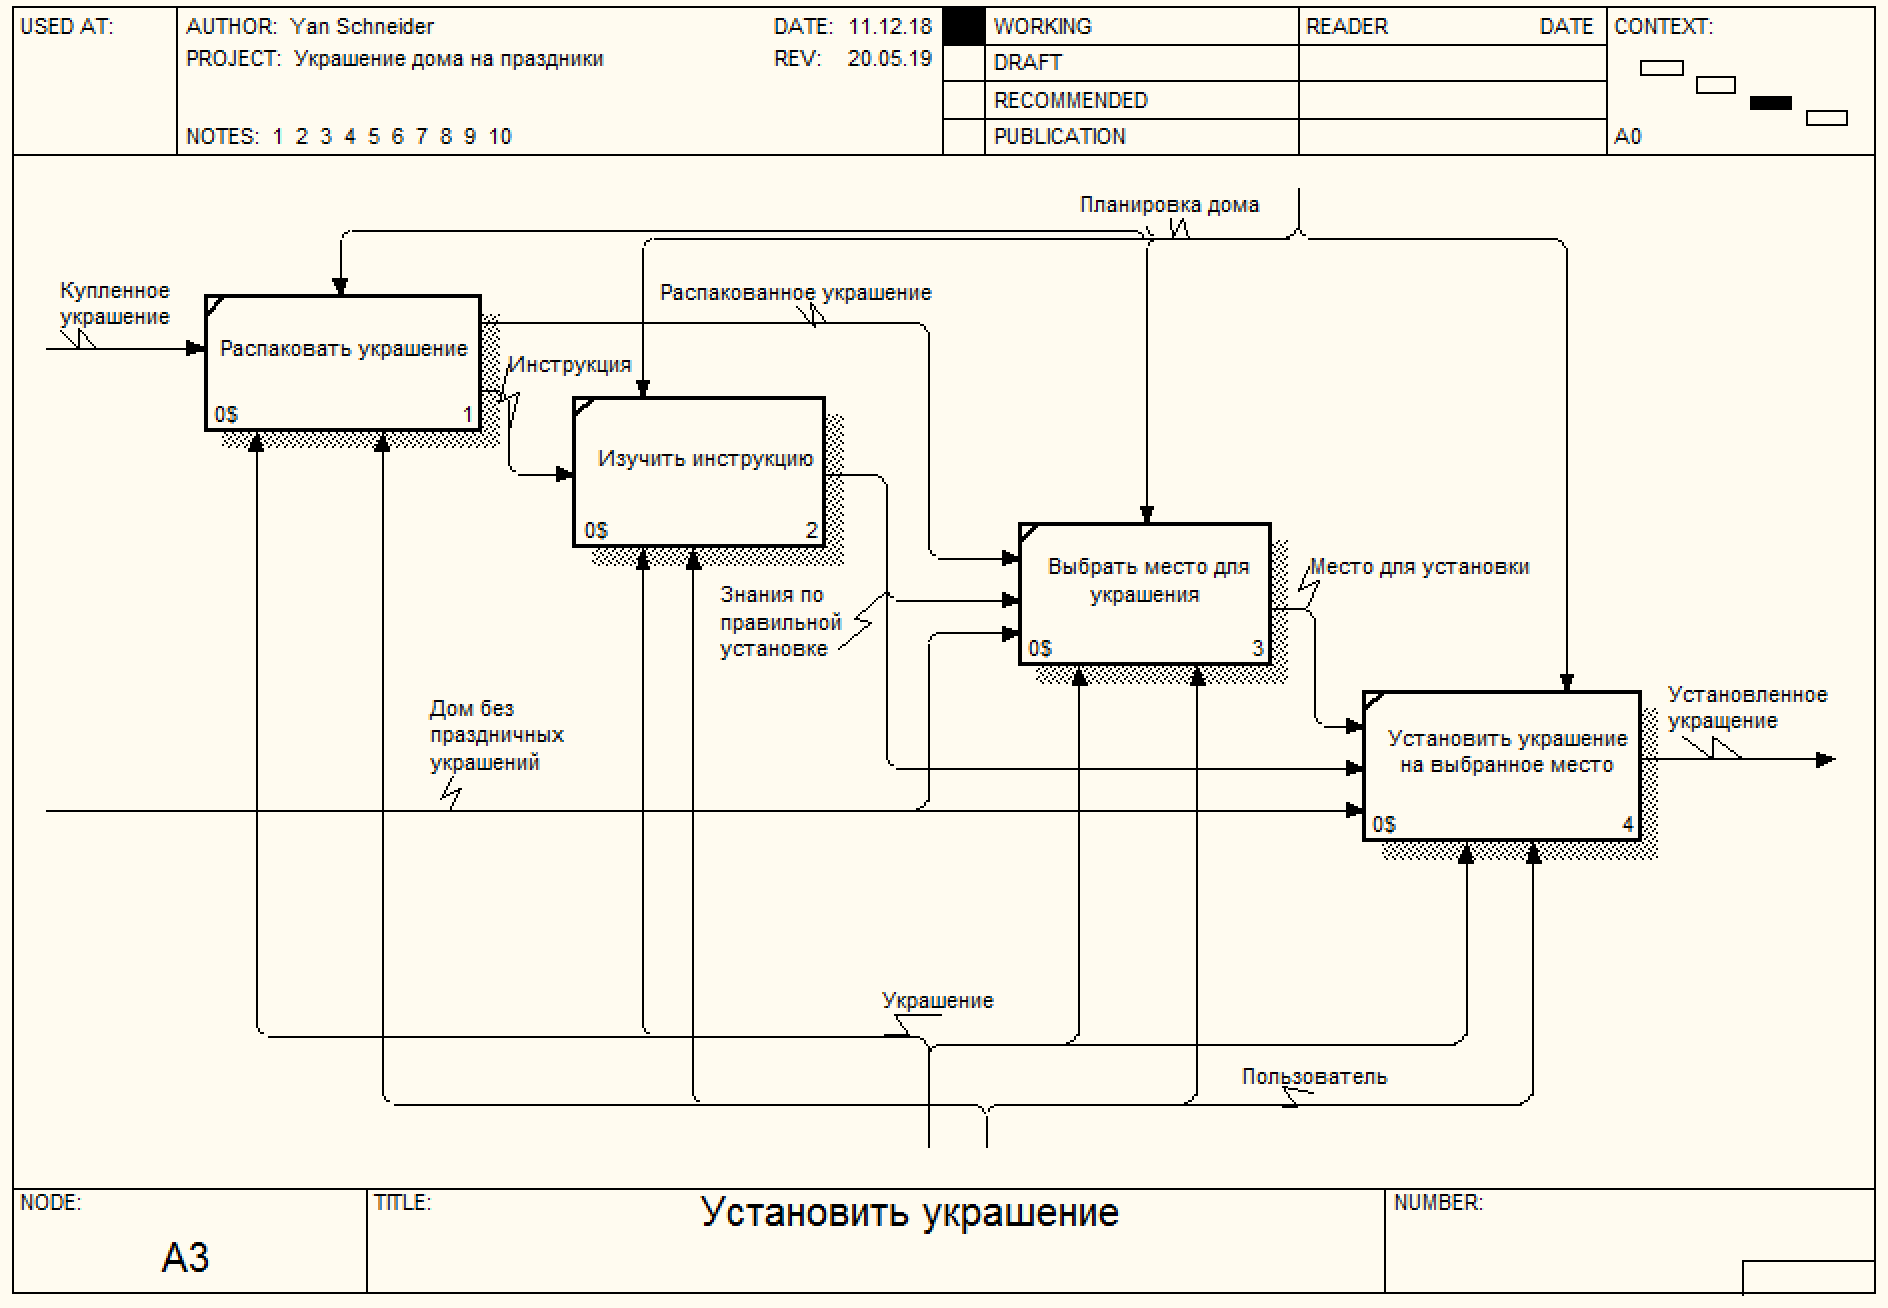 USED AT:
AUTHOR: Yan Schneider
DATE: 11.12.18
PROJECT: Украшение дома на праздники
REV: 20.05.19
NOTES: 1 2 3 4 5 6 7 8 9 10
WORKING
DRAFT
RECOMMENDED
PUBLICATION
READER
DATE
CONTEXT:
A0
Планировка дома
Купленное
украшение
Распаковать украшение
0$
1
Распакованное украшение
Инструкция
Изучить инструкцию
0$
2
Знания по
правильной
установке
Выбрать место для
украшения
0$
3
Место для установки
Дом без
праздничных
украшений
Установить украшение
на выбранное место
0$
4
Установленное
укращение
Украшение
Пользователь
NODE:
A3
TITLE:
Установить украшение
NUMBER: